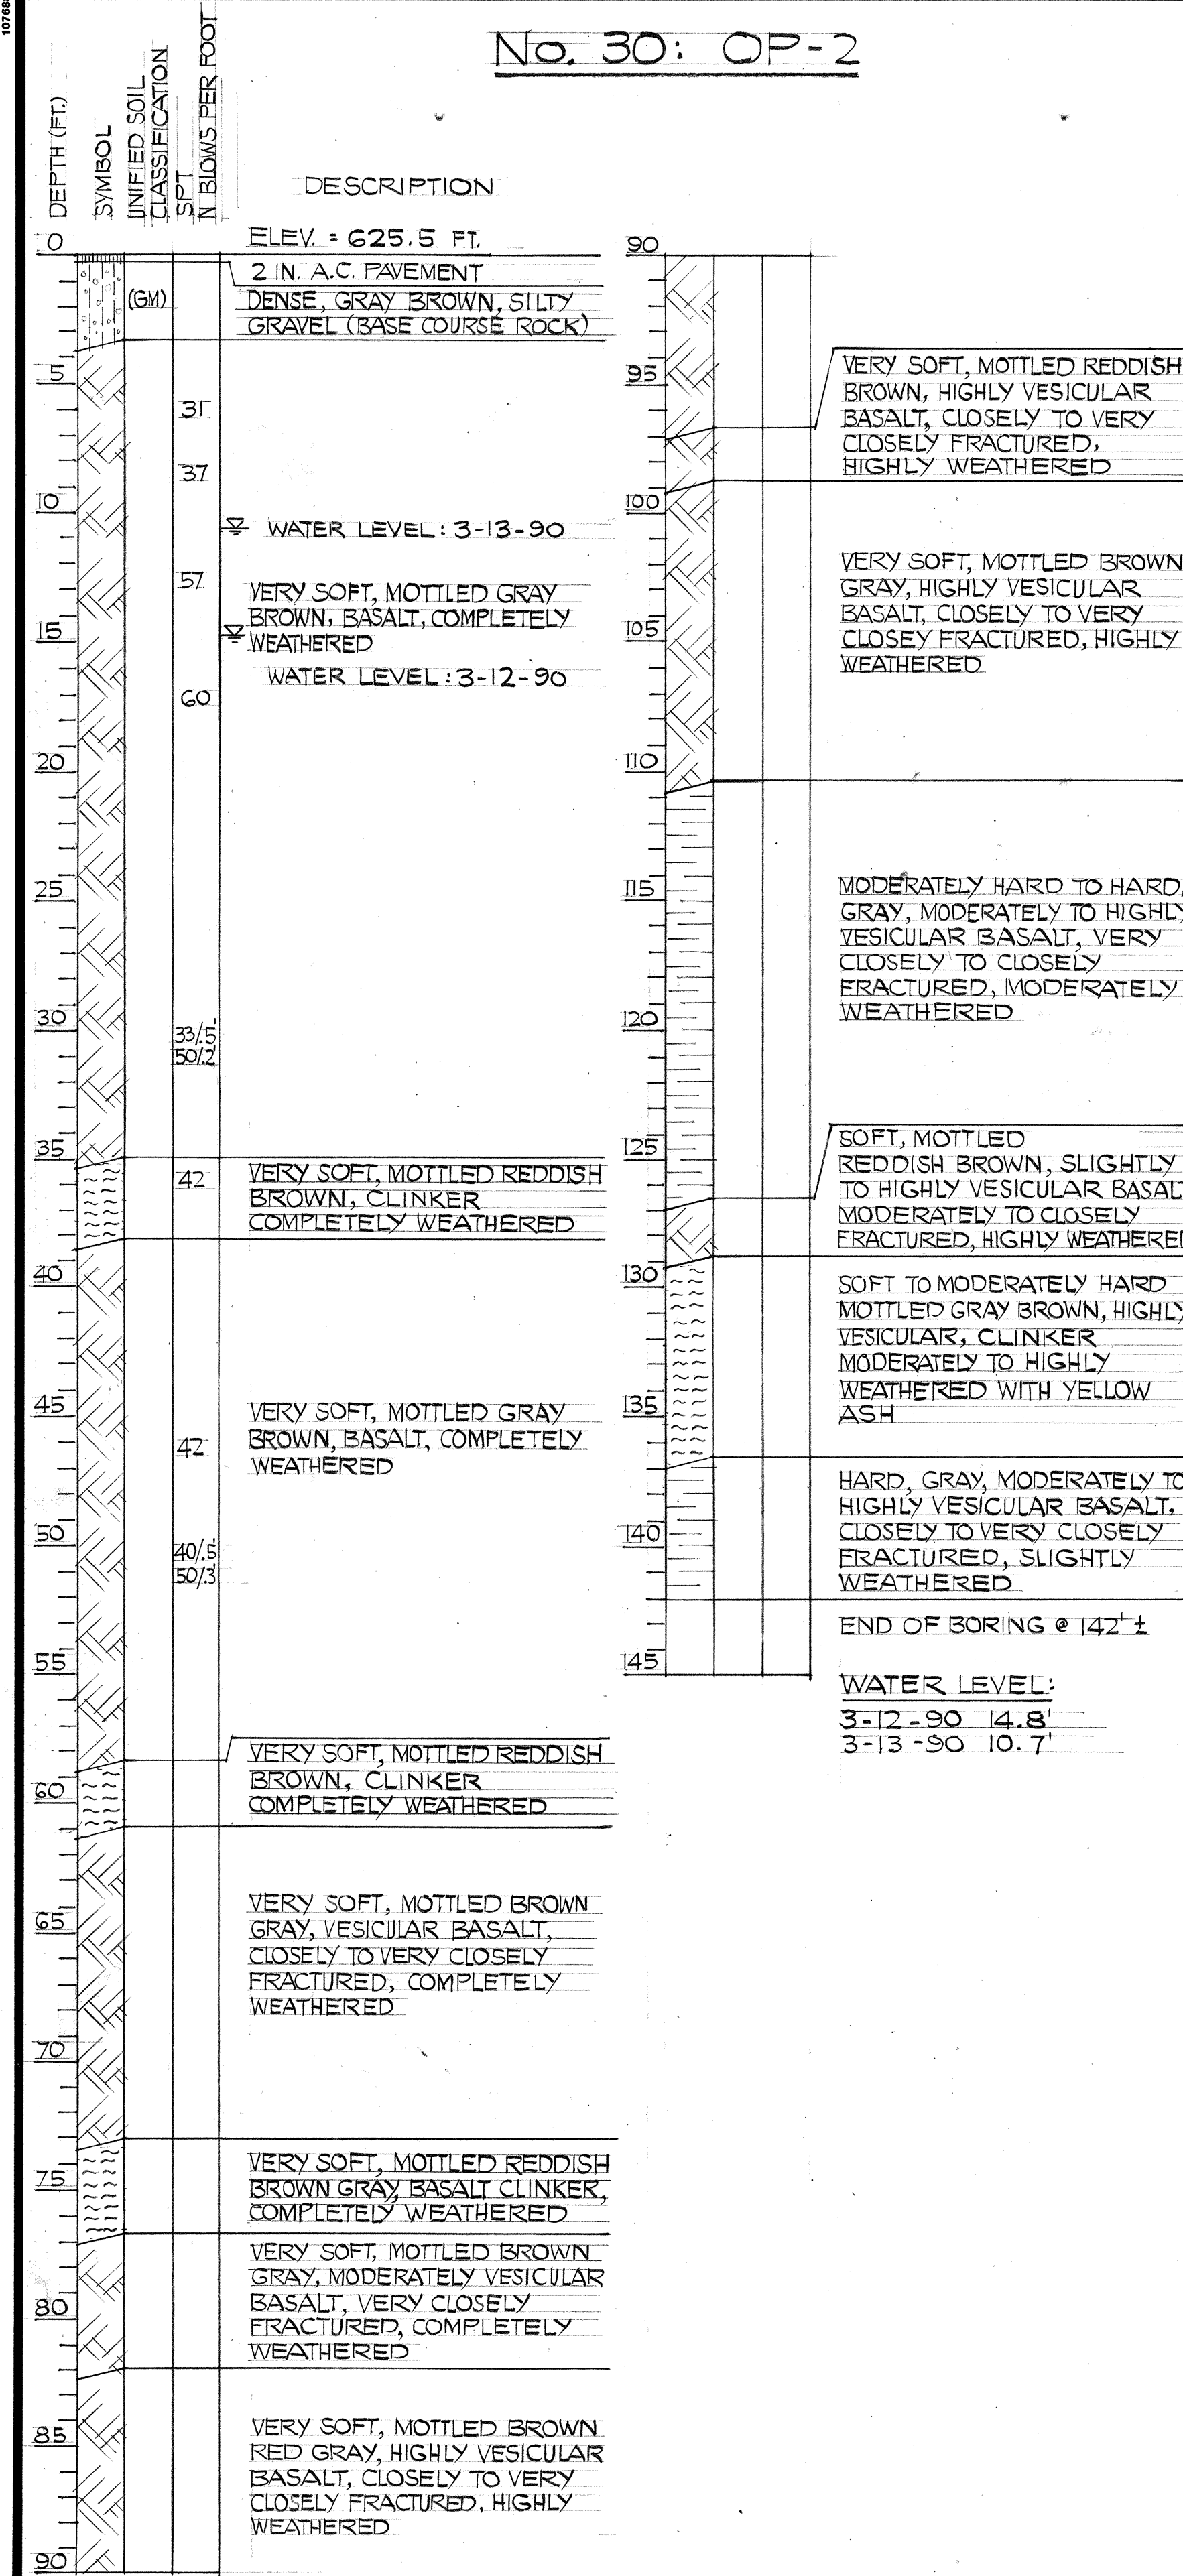 10768
No. 30: OP-2
DEPTH (FT.)
SYMBOL
UNIFIED SOIL
CLASSIFICATION
SPT
N BLOWS PER FOOT
DESCRIPTION
ELEV. = 625.5 FT.
0
2 IN. A.C. PAVEMENT
(GM)
DENSE, GRAY BROWN, SILTY
GRAVEL (BASE COURSE ROCK)
5
31
37
10
WATER LEVEL: 3-13-90
57
VERY SOFT, MOTTLED GRAY
BROWN, BASALT, COMPLETELY
15
WEATHERED
WATER LEVEL: 3-12-90
60
20
25
30
33/.5'
50/.2'
35
42
VERY SOFT, MOTTLED REDDISH
BROWN, CLINKER
COMPLETELY WEATHERED
40
45
VERY SOFT, MOTTLED GRAY
BROWN, BASALT, COMPLETELY
42
WEATHERED
50
40/.5'
50/.3'
55
VERY SOFT, MOTTLED REDDISH
BROWN, CLINKER
60
COMPLETELY WEATHERED
VERY SOFT, MOTTLED BROWN
65
GRAY, VESICULAR BASALT,
CLOSELY TO VERY CLOSELY
FRACTURED, COMPLETELY
WEATHERED
70
VERY SOFT, MOTTLED REDDISH
75
BROWN GRAY, BASALT CLINKER,
COMPLETELY WEATHERED
VERY SOFT, MOTTLED BROWN
GRAY, MODERATELY VESICULAR
80
BASALT, VERY CLOSELY
FRACTURED, COMPLETELY
WEATHERED
85
VERY SOFT, MOTTLED BROWN
RED GRAY, HIGHLY VESICULAR
BASALT, CLOSELY TO VERY
CLOSELY FRACTURED, HIGHLY
WEATHERED
90
90
95
VERY SOFT, MOTTLED REDDISH
BROWN, HIGHLY VESICULAR
BASALT, CLOSELY TO VERY
CLOSELY FRACTURED,
HIGHLY WEATHERED
100
VERY SOFT, MOTTLED BROWN
GRAY, HIGHLY VESICULAR
BASALT, CLOSELY TO VERY
105
CLOSEY FRACTURED, HIGHLY
WEATHERED
110
115
MODERATELY HARD TO HARD,
GRAY, MODERATELY TO HIGHLY
VESICULAR BASALT, VERY
CLOSELY TO CLOSELY
FRACTURED, MODERATELY
WEATHERED
120
125
SOFT, MOTTLED
REDDISH BROWN, SLIGHTLY
TO HIGHLY VESICULAR BASALT
MODERATELY TO CLOSELY
FRACTURED, HIGHLY WEATHERED
130
SOFT TO MODERATELY HARD
MOTTLED GRAY BROWN, HIGHLY
VESICULAR, CLINKER
MODERATELY TO HIGHLY
WEATHERED WITH YELLOW
135
ASH
HARD, GRAY, MODERATELY TO
HIGHLY VESICULAR BASALT,
140
CLOSELY TO VERY CLOSELY
FRACTURED, SLIGHTLY
WEATHERED
END OF BORING @ 142' ±
145
WATER LEVEL:
3-12-90 14.8'
3-13-90 10.7'